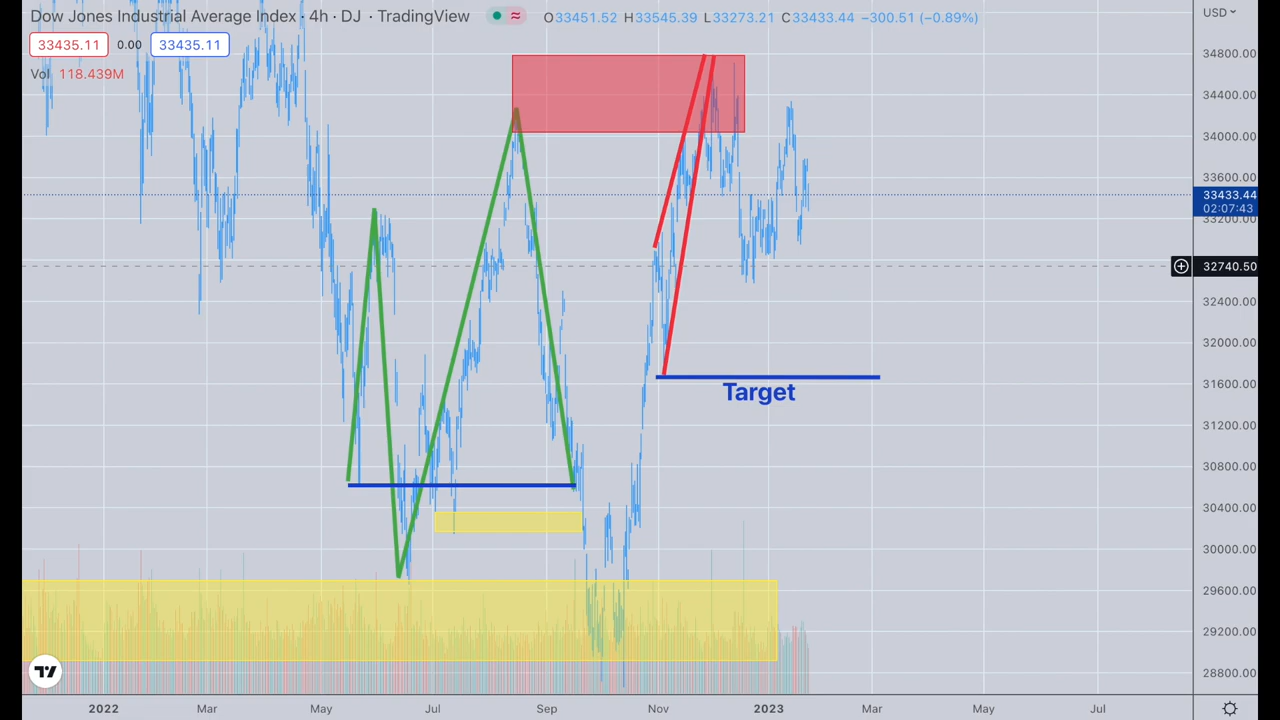 Dow Jones Industrial Average Index · 4h · DJ · TradingView
O33451.52 H33545.39 L33273.21 C33433.44 −300.51 (−0.89%)
USD
33435.11 0.00 33435.11
Vol 118.439M
34800.00
34400.00
34000.00
33600.00
33433.44
02:07:43
33200.00
32740.50
32400.00
32000.00
31600.00
Target
31200.00
30800.00
30400.00
30000.00
29600.00
29200.00
28800.00
2022 Mar May Jul Sep Nov 2023 Mar May Jul